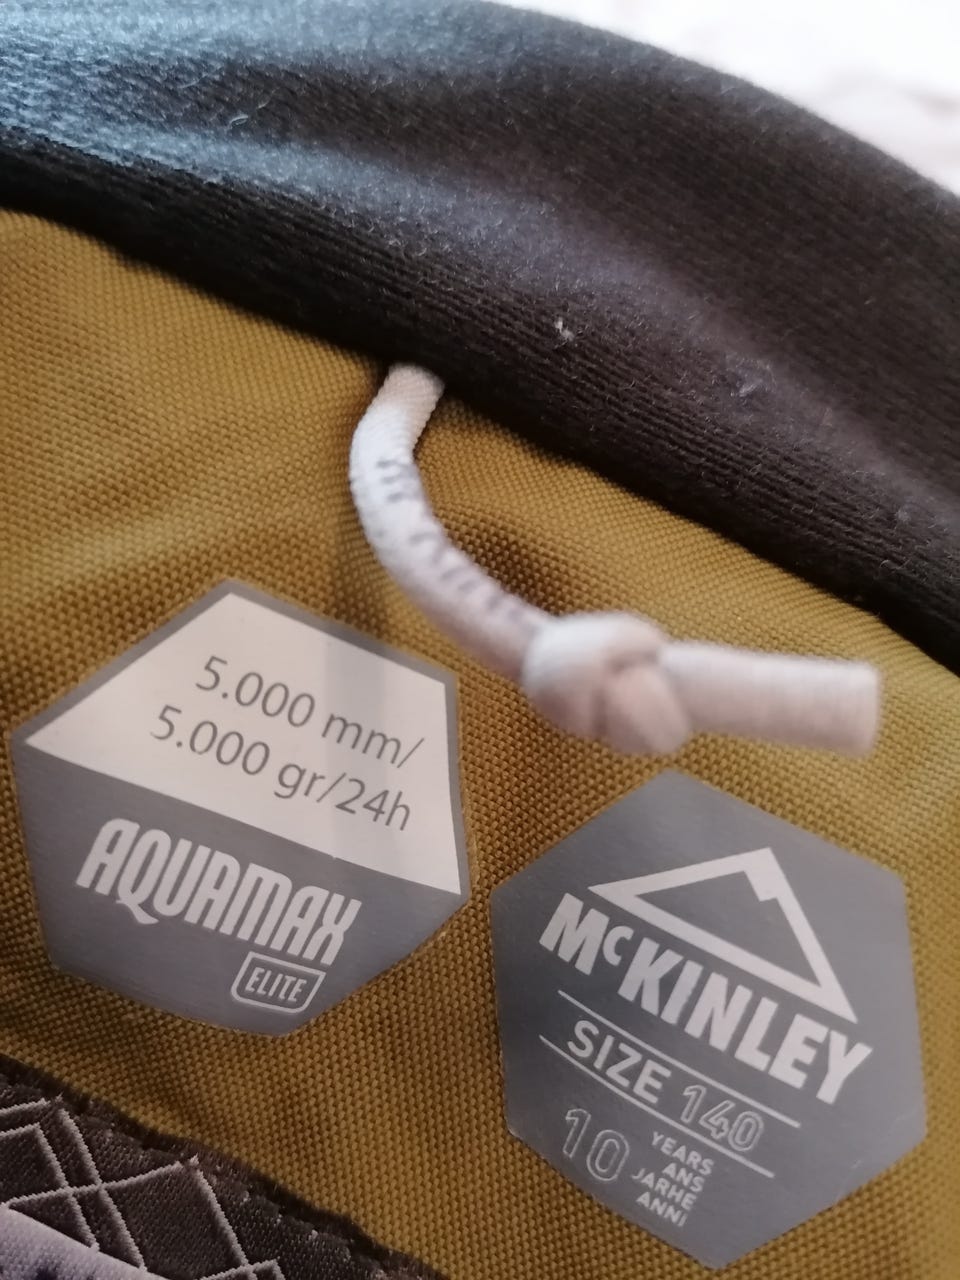 5.000 mm/
5.000 gr/24h
AQUAMAX
ELITE
McKINLEY
SIZE 140
10 YEARS
ANS
JARHE
ANNI